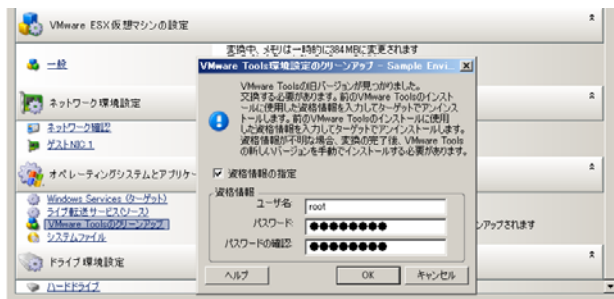 VMware ESX 仮想マシンの設定
変換中、メモリは一時的に384 MBに変更されます
一般
VMware Tools環境設定のクリーンアップ - Sample Envi...
VMware Toolsの旧バージョンが見つかりました。
交換する必要があります。前のVMware Toolsのインスト
ールに使用した資格情報を入力してターゲットでアンインス
トールします。前のVMware Toolsのインストールに使用
した資格情報を入力してターゲットでアンインストールします。
資格情報が不明な場合、変換の完了後、VMware Tools
の新しいバージョンを手動でインストールする必要があります。
ネットワーク環境設定
ネットワーク確認
ゲストNIC 1
資格情報の指定
オペレーティングシステムとアプリケー
資格情報
Windows Services (ターゲット)
ユーザ名
root
ライブ転送サービス(ソース)
パスワード
VMware Toolsのクリーンアップ
ンアップされます
パスワードの確認
システムファイル
ドライブ環境設定
ヘルプ
OK
キャンセル
ハードドライブ